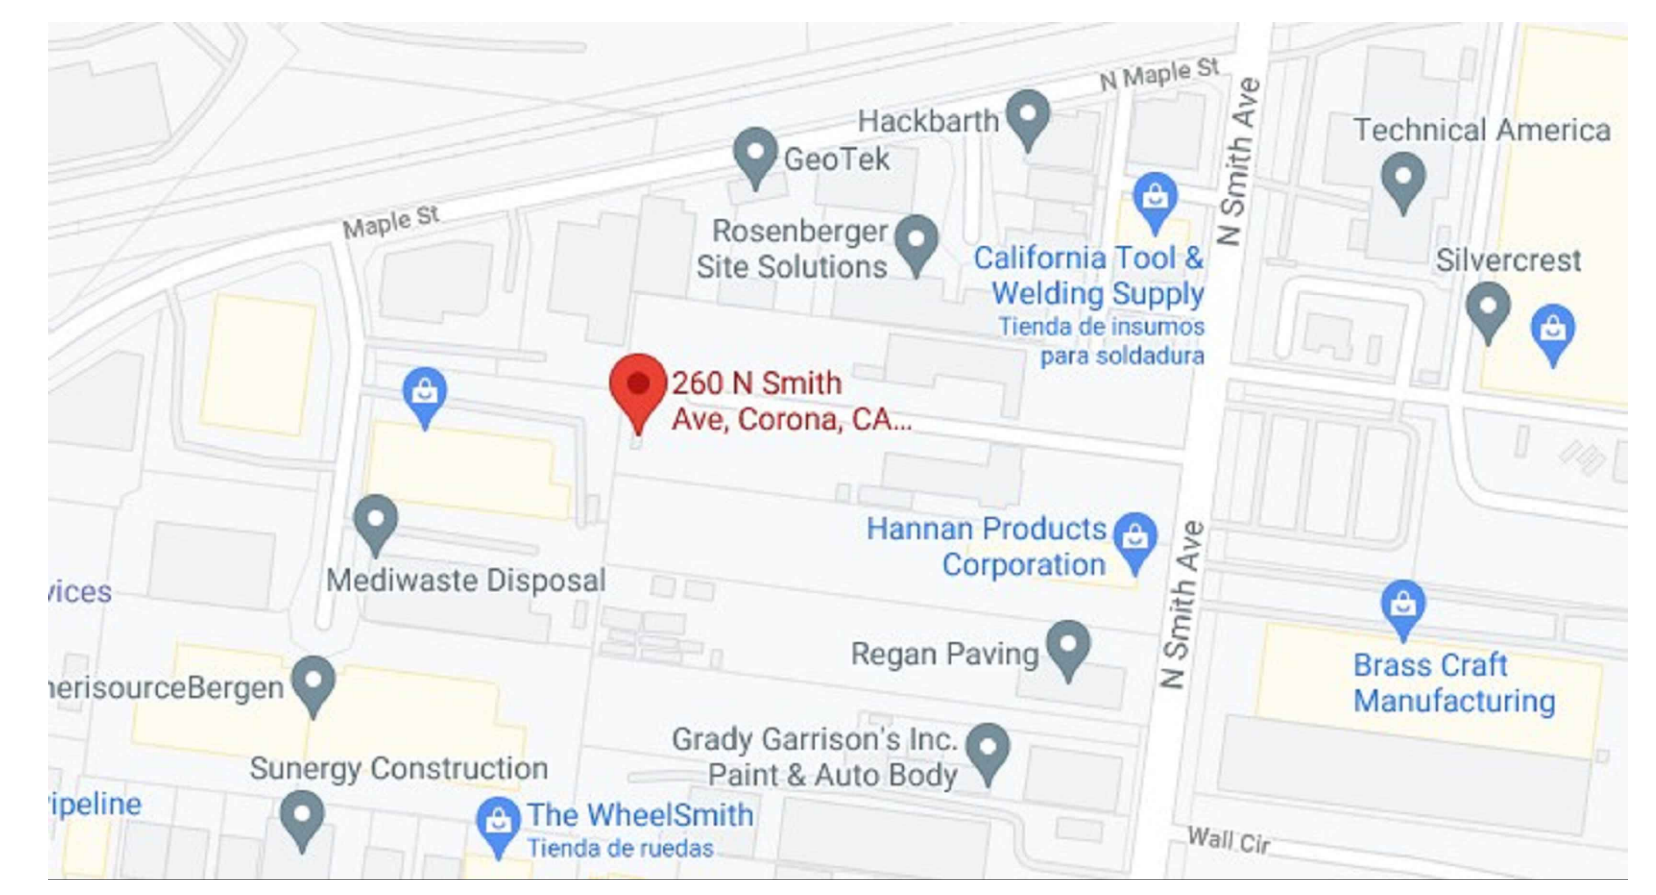 N Maple St
Hackbarth
GeoTek
N Smith Ave
Technical America
Maple St
Rosenberger
Site Solutions
California Tool &
Welding Supply
Tienda de insumos
para soldadura
Silvercrest
260 N Smith
Ave, Corona, CA...
Hannan Products
Corporation
N Smith Ave
Mediwaste Disposal
vices
Regan Paving
Brass Craft
Manufacturing
nerisourceBergen
Grady Garrison's Inc.
Paint & Auto Body
Sunergy Construction
ipeline
The WheelSmith
Tienda de ruedas
Wall Cir